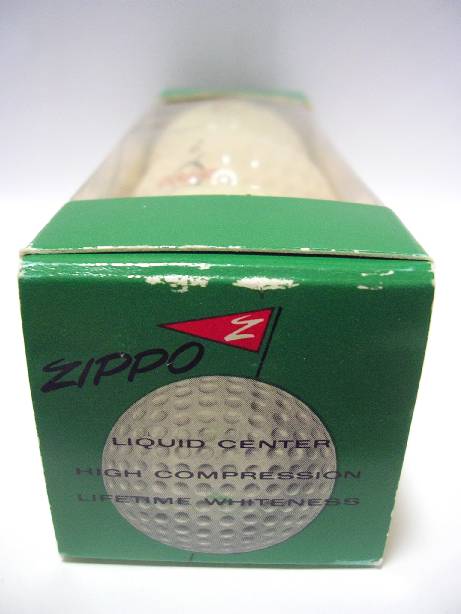 Z
ZIPPO
LIQUID CENTER
HIGH COMPRESSION
LIFETIME WHITENESS